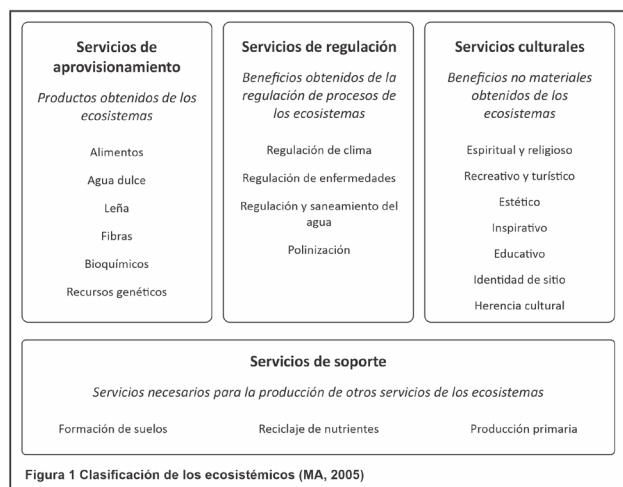 Servicios de
aprovisionamiento
Productos obtenidos de los
ecosistemas
Alimentos
Agua dulce
Leña
Fibras
Bioquímicos
Recursos genéticos
Servicios de regulación
Beneficios obtenidos de la
regulación de procesos de
los ecosistemas
Regulación de clima
Regulación de enfermedades
Regulación y saneamiento del
agua
Polinización
Servicios culturales
Beneficios no materiales
obtenidos de los
ecosistemas
Espiritual y religioso
Recreativo y turístico
Estético
Inspirativo
Educativo
Identidad de sitio
Herencia cultural
Servicios de soporte
Servicios necesarios para la producción de otros servicios de los ecosistemas
Formación de suelos
Reciclaje de nutrientes
Producción primaria
Figura 1 Clasificación de los ecosistémicos (MA, 2005)